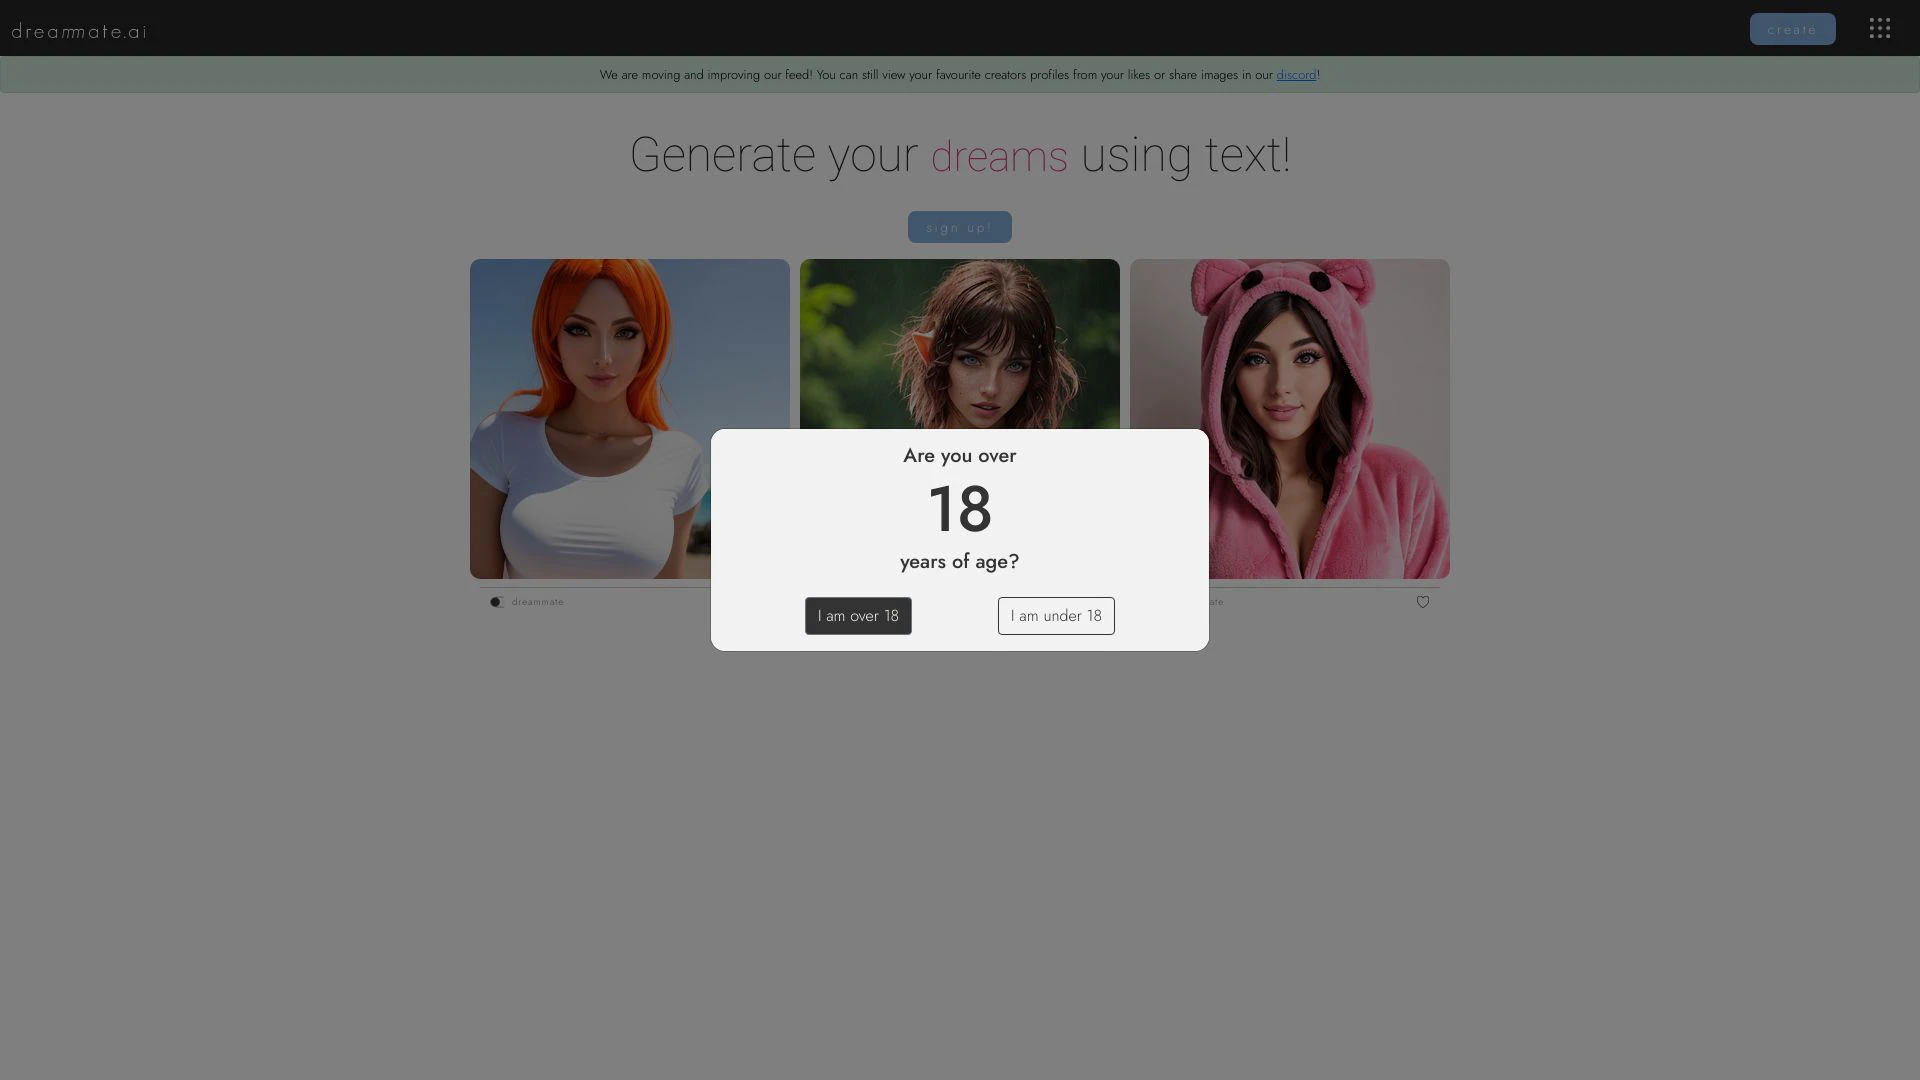 dreammate.ai
create
We are moving and improving our feed! You can still view your favourite creators profiles from your likes or share images in our discord!
Generate your dreams using text!
sign up!
Are you over
18
years of age?
I am over 18
I am under 18
dreammate
ate